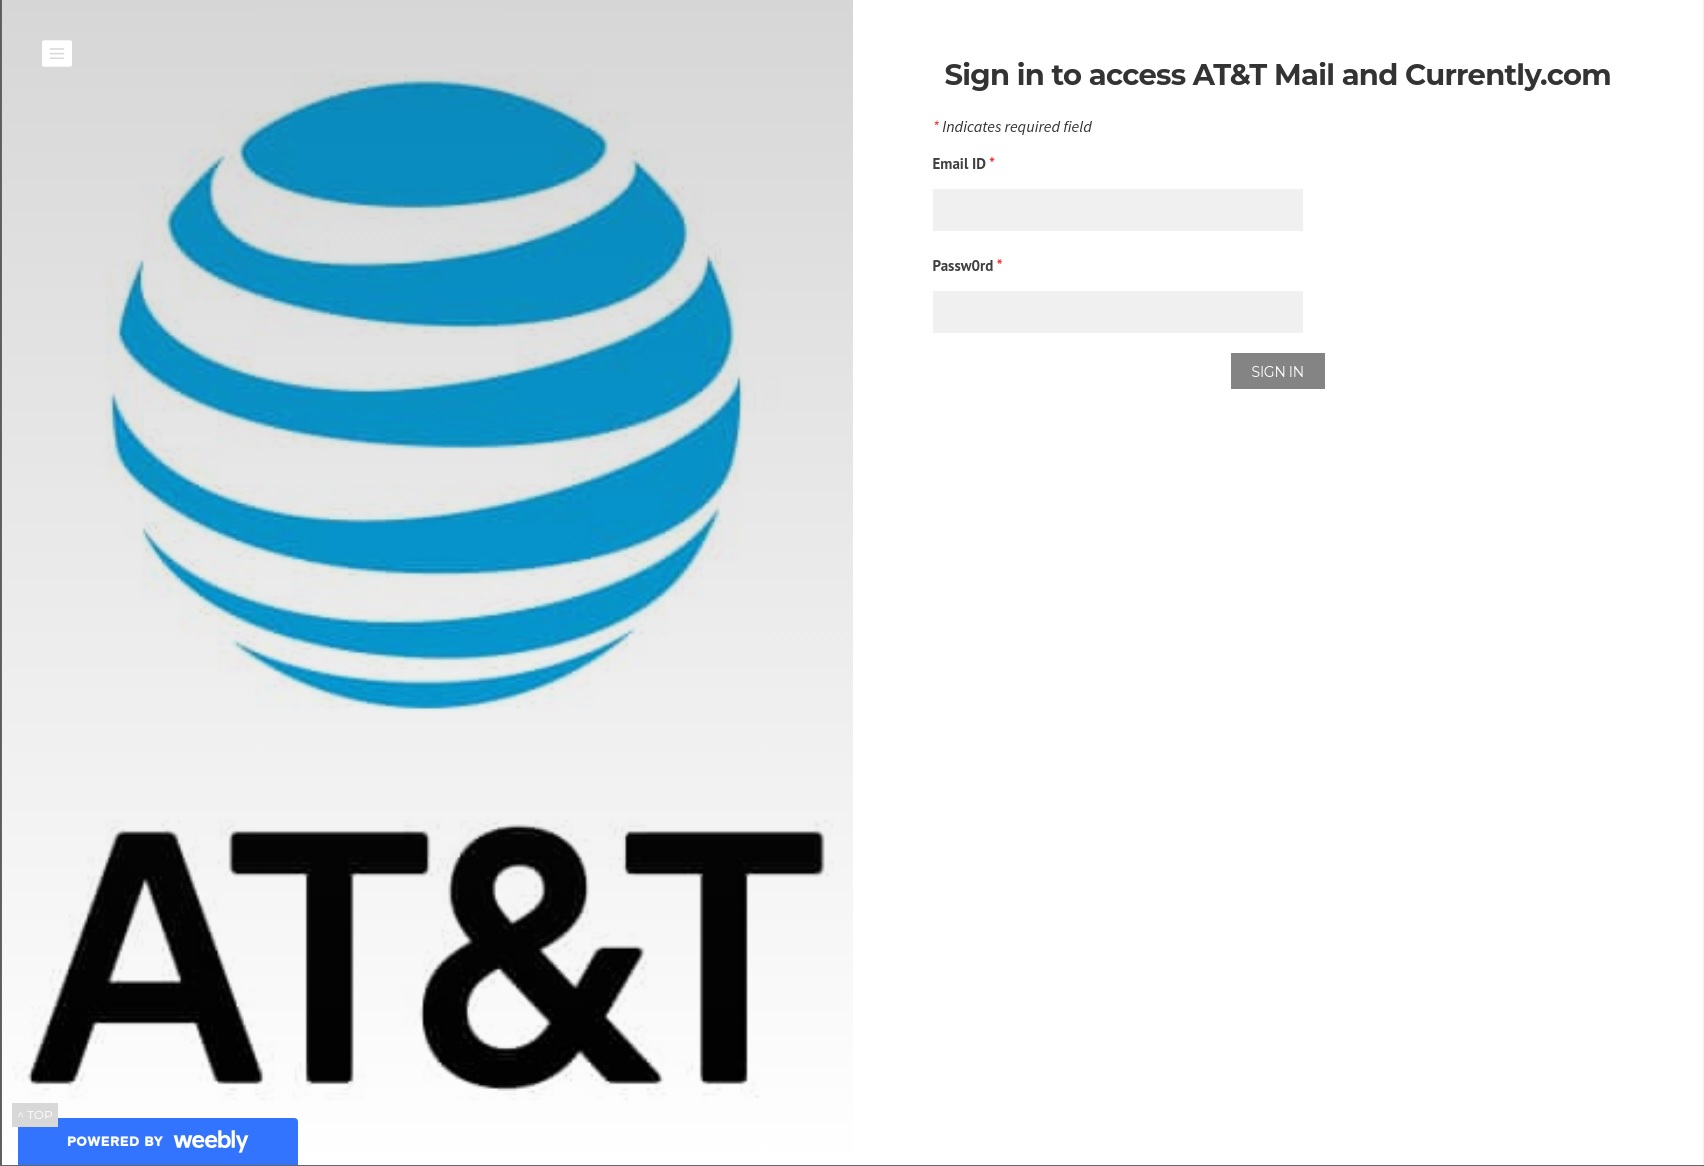 Sign in to access AT&T Mail and Currently.com
* Indicates required field
Email ID *
Passw0rd *
SIGN IN
AT&T
^ TOP
POWERED BY weebly